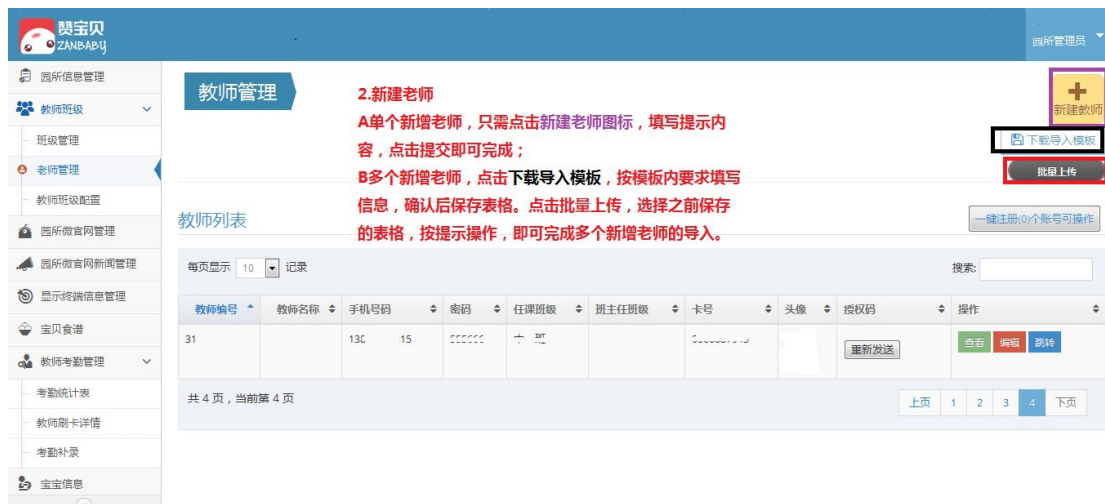 赞宝贝
ZANBABY
园所管理员
园所信息管理
教师班级
班级管理
老师管理
教师班级配置
园所微官网管理
园所微官网新闻管理
显示终端信息管理
宝贝食谱
教师考勤管理
考勤统计表
教师刷卡详情
考勤补录
宝宝信息
教师管理
2.新建老师
A单个新增老师，只需点击新建老师图标，填写提示内
容，点击提交即可完成；
B多个新增老师，点击下载导入模板，按模板内要求填写
信息，确认后保存表格。点击批量上传，选择之前保存
的表格，按提示操作，即可完成多个新增老师的导入。
新建教师
下载导入模板
批量上传
教师列表
一键注册(0)个账号可操作
每页显示 10 记录
搜索:
教师编号 教师名称 手机号码 密码 任课班级 班主任班级 卡号 头像 授权码 操作
31 15 重新发送 查看 编辑 跳转
共 4 页，当前第 4 页
上页 1 2 3 4 下页